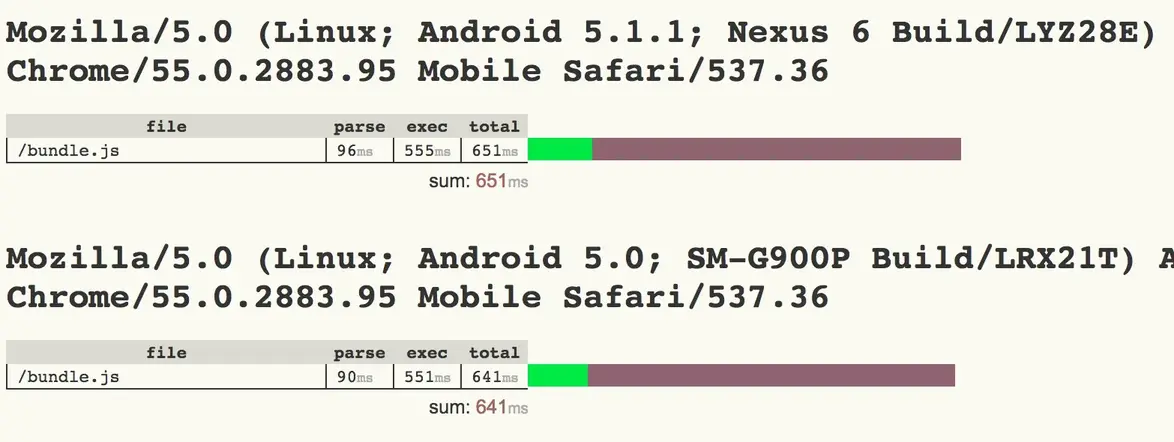 Mozilla/5.0 (Linux; Android 5.1.1; Nexus 6 Build/LYZ28E)
Chrome/55.0.2883.95 Mobile Safari/537.36
file parse exec total
/bundle.js 96ms 555ms 651ms
sum: 651ms
Mozilla/5.0 (Linux; Android 5.0; SM-G900P Build/LRX21T) A
Chrome/55.0.2883.95 Mobile Safari/537.36
file parse exec total
/bundle.js 90ms 551ms 641ms
sum: 641ms